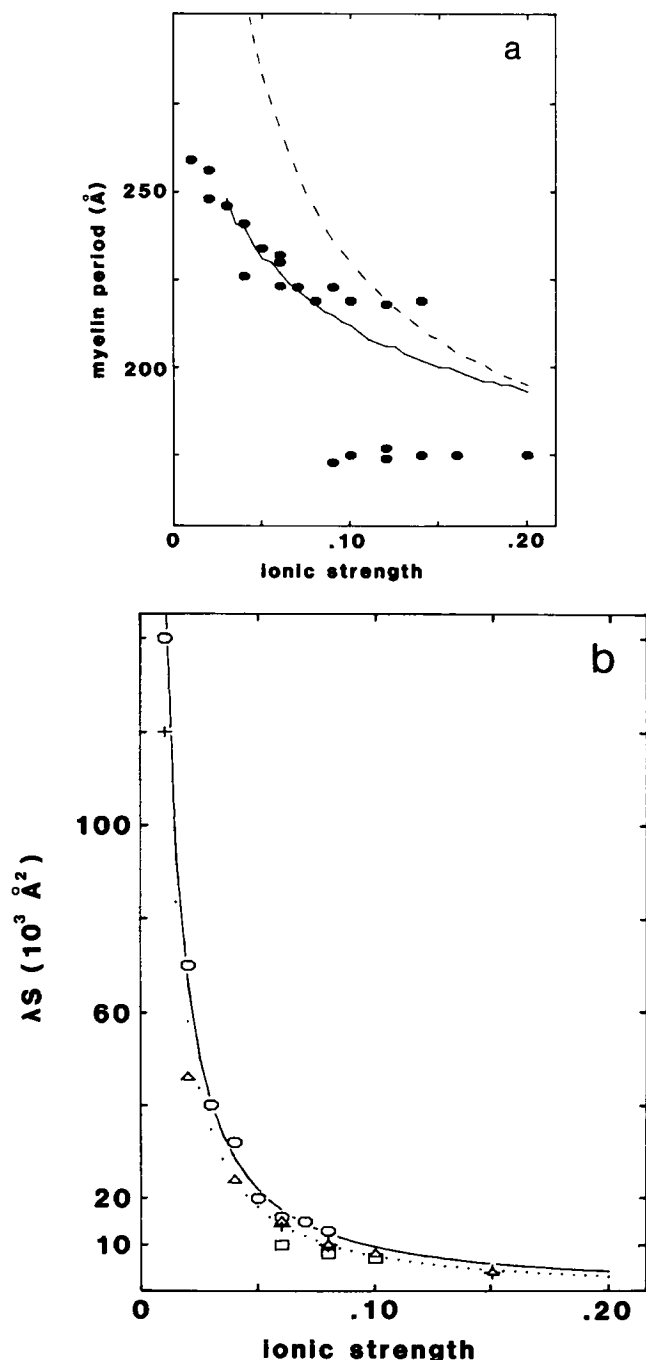 a
250
200
myelin period (Å)
0
.10
.20
ionic strength
b
100
60
20
10
λS (10³ Å²)
0
.10
.20
ionic strength